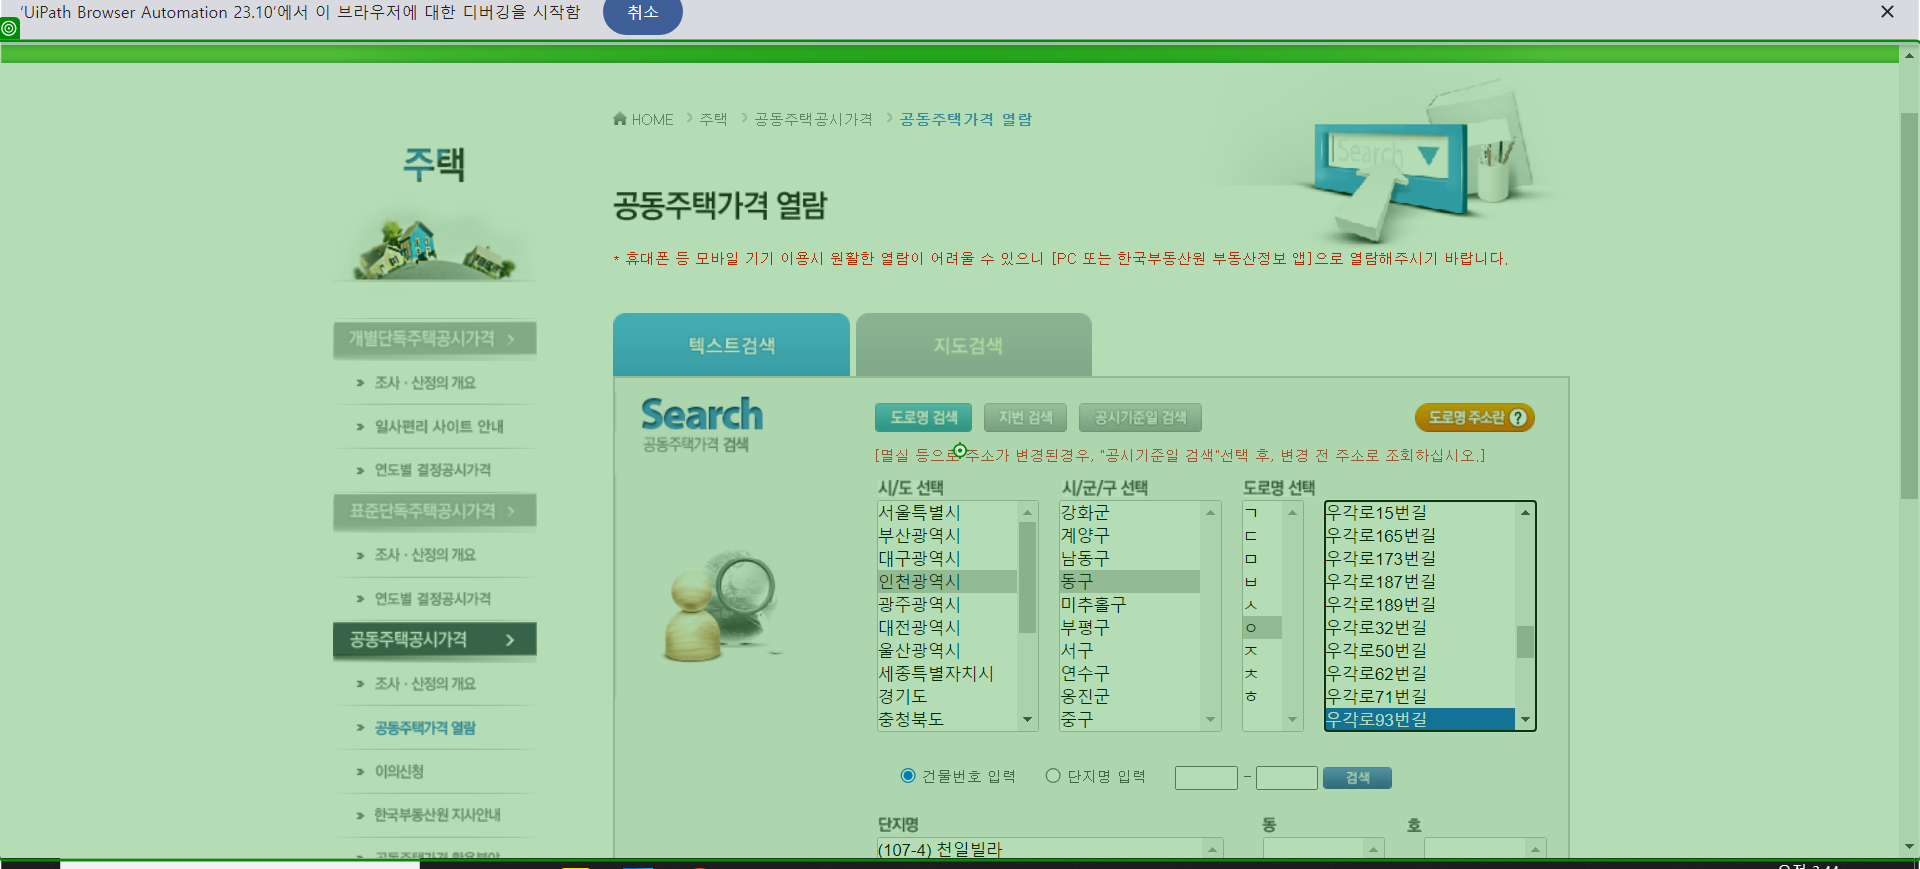 'UiPath Browser Automation 23.10'에서 이 브라우저에 대한 디버깅을 시작함
취소
HOME 주택 공동주택공시가격 공동주택가격 열람
주택
Search
공동주택가격 열람
* 휴대폰 등 모바일 기기 이용시 원활한 열람이 어려울 수 있으니 [PC 또는 한국부동산원 부동산정보 앱]으로 열람해주시기 바랍니다.
개별단독주택공시가격
조사 · 산정의 개요
일사편리 사이트 안내
연도별 결정공시가격
표준단독주택공시가격
조사 · 산정의 개요
연도별 결정공시가격
공동주택공시가격
조사 · 산정의 개요
공동주택가격 열람
이의신청
한국부동산원 지사안내
텍스트검색
지도검색
Search
공동주택가격 검색
도로명 검색
지번 검색
공시기준일 검색
도로명 주소란 ?
[멸실 등으로 주소가 변경된경우, "공시기준일 검색"선택 후, 변경 전 주소로 조회하십시오.]
시/도 선택
서울특별시
부산광역시
대구광역시
인천광역시
광주광역시
대전광역시
울산광역시
세종특별자치시
경기도
충청북도
시/군/구 선택
강화군
계양구
남동구
동구
미추홀구
부평구
서구
연수구
옹진군
중구
도로명 선택
ㄱ
ㄷ
ㅁ
ㅂ
ㅅ
ㅇ
ㅈ
ㅊ
ㅎ
우각로15번길
우각로165번길
우각로173번길
우각로187번길
우각로189번길
우각로32번길
우각로50번길
우각로62번길
우각로71번길
우각로93번길
건물번호 입력
단지명 입력
-
검색
단지명
동
호
(107-4) 천일빌라